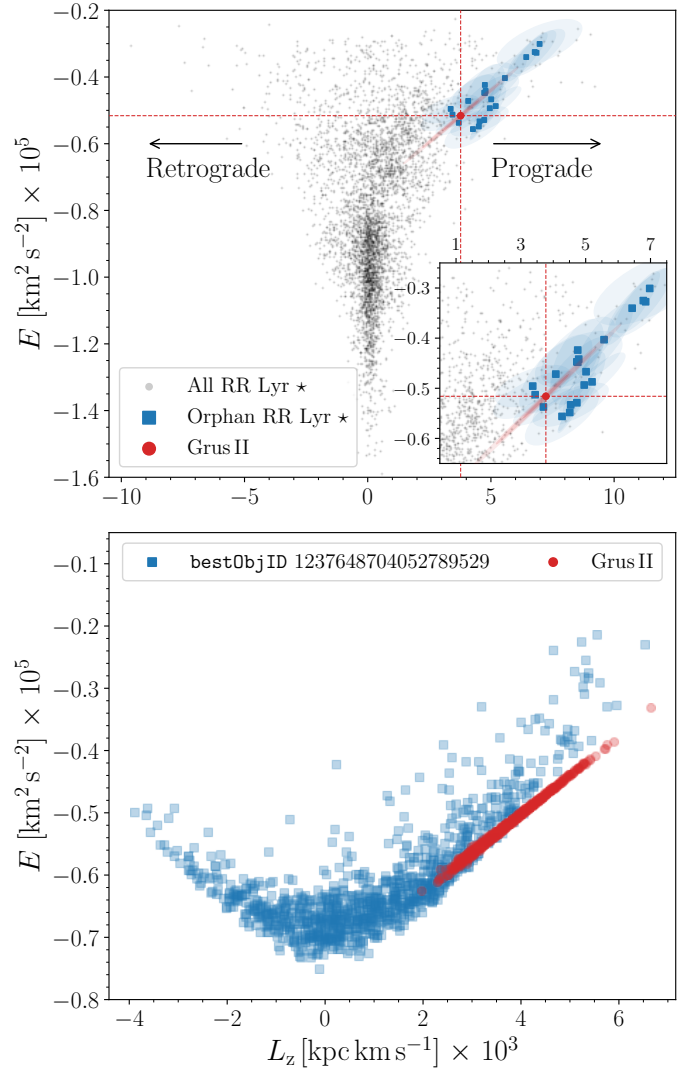 −0.2
−0.4
−0.6
−0.8
−1.0
−1.2
−1.4
−1.6
E [km² s⁻²] × 10⁵
Retrograde
Prograde
1 3 5 7
−0.3
−0.4
−0.5
−0.6
All RR Lyr ⋆
Orphan RR Lyr ⋆
Grus II
−10 −5 0 5 10
bestObjID 1237648704052789529
Grus II
−0.1
−0.2
−0.3
−0.4
−0.5
−0.6
−0.7
−0.8
E [km² s⁻²] × 10⁵
−4 −2 0 2 4 6
L_z [kpc km s⁻¹] × 10³